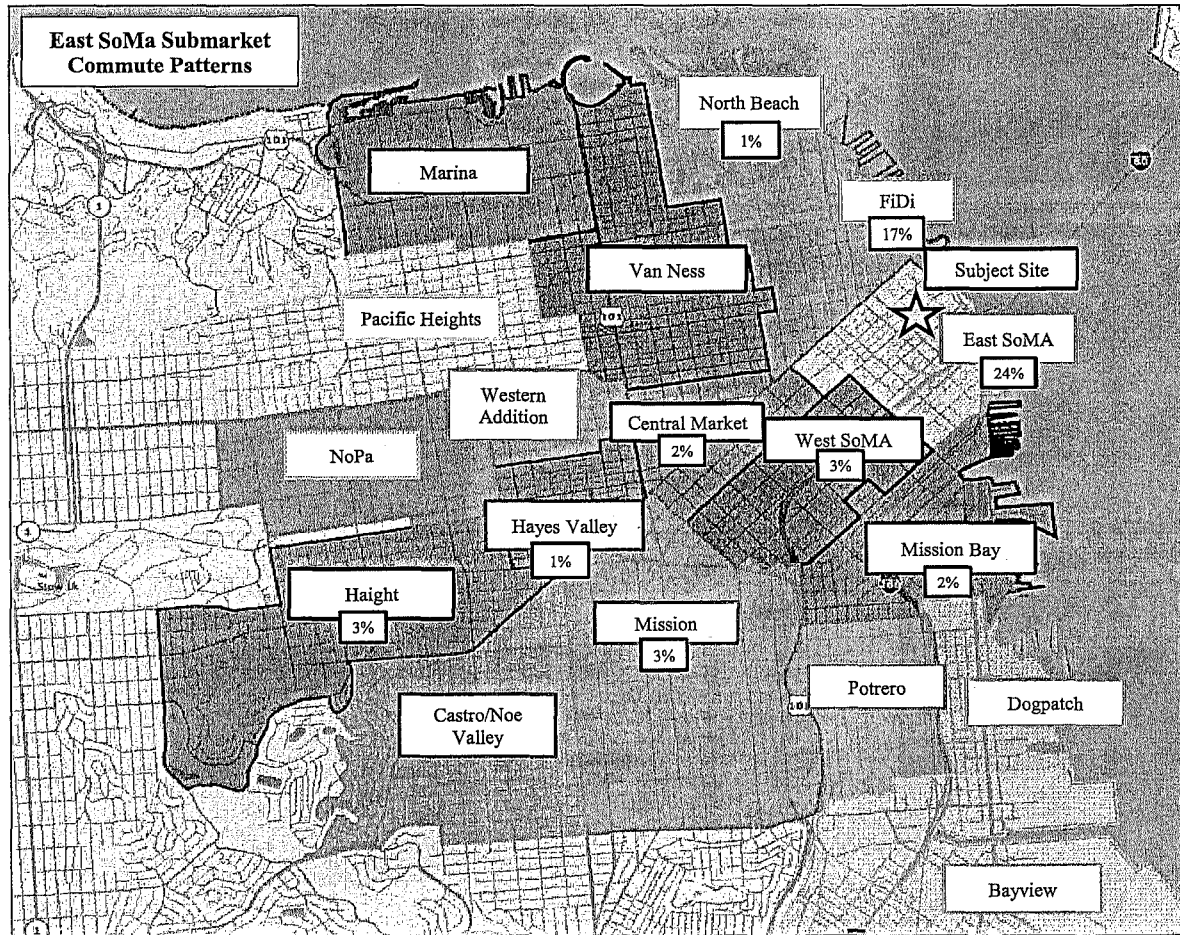 East SoMa Submarket
Commute Patterns
North Beach
1%
101
Marina
80
1
FiDi
17%
Subject Site
Van Ness
101
Pacific Heights
East SoMA
24%
Western
Addition
Central Market
2%
West SoMA
3%
NoPa
Hayes Valley
1%
Mission Bay
2%
1
Haight
3%
Mission
3%
Potrero
101
Dogpatch
Castro/Noe
Valley
Bayview
1